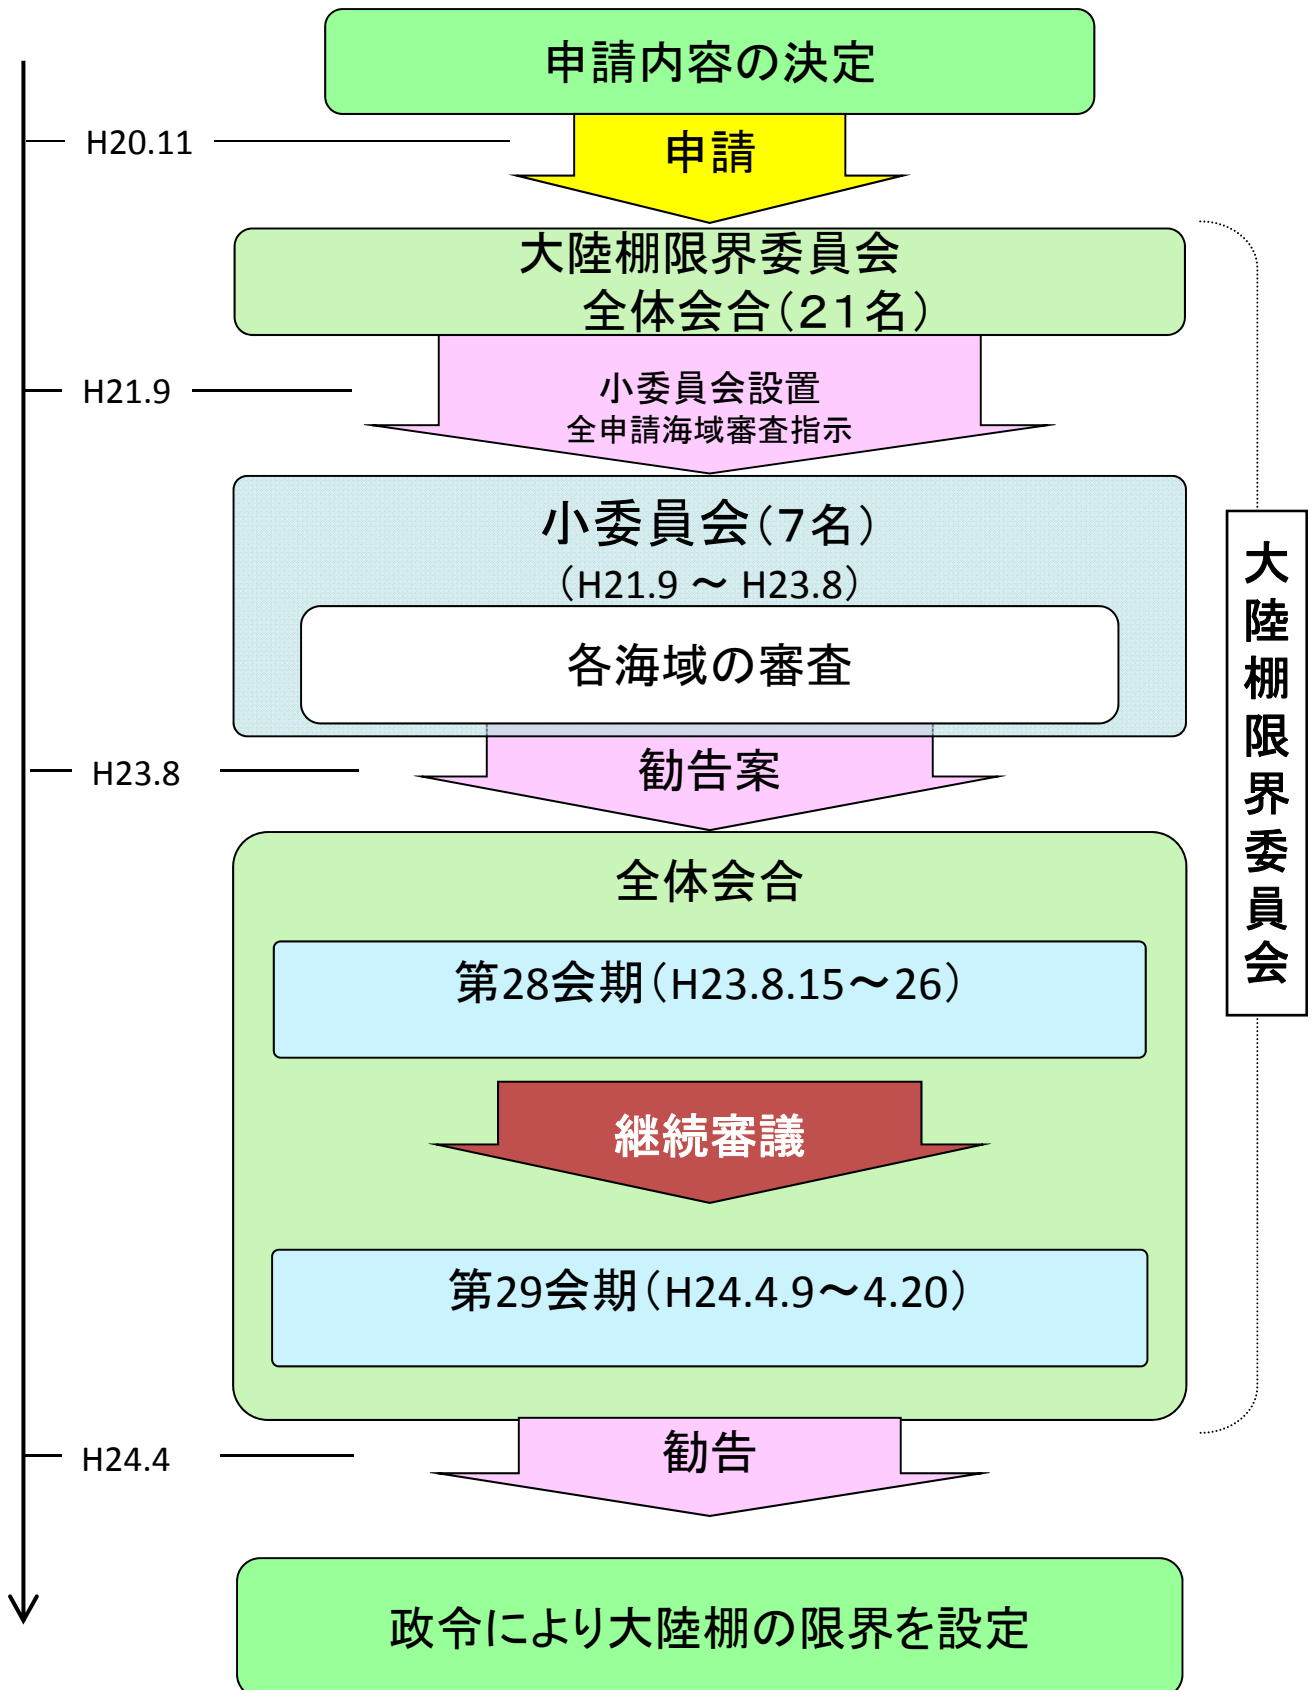 申請内容の決定
H20.11
申請
大陸棚限界委員会
全体会合(21名)
H21.9
小委員会設置
全申請海域審査指示
小委員会(7名)
(H21.9 ～ H23.8)
各海域の審査
大陸棚限界委員会
H23.8
勧告案
全体会合
第28会期(H23.8.15～26)
継続審議
第29会期(H24.4.9～4.20)
H24.4
勧告
政令により大陸棚の限界を設定